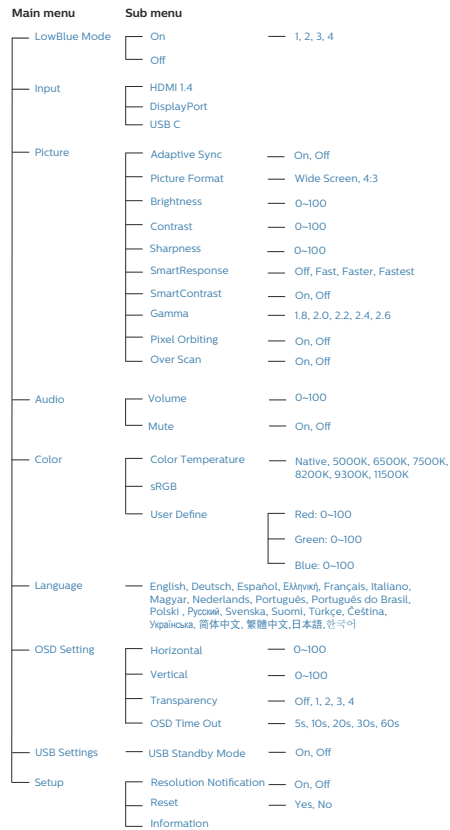 Main menu Sub menu
LowBlue Mode On 1, 2, 3, 4
Off
Input HDMI 1.4
DisplayPort
USB C
Picture Adaptive Sync On, Off
Picture Format Wide Screen, 4:3
Brightness 0~100
Contrast 0~100
Sharpness 0~100
SmartResponse Off, Fast, Faster, Fastest
SmartContrast On, Off
Gamma 1.8, 2.0, 2.2, 2.4, 2.6
Pixel Orbiting On, Off
Over Scan On, Off
Audio Volume 0~100
Mute On, Off
Color Color Temperature Native, 5000K, 6500K, 7500K,
8200K, 9300K, 11500K
sRGB
User Define Red: 0~100
Green: 0~100
Blue: 0~100
Language English, Deutsch, Español, Ελληνική, Français, Italiano,
Magyar, Nederlands, Português, Português do Brasil,
Polski , Русский, Svenska, Suomi, Türkçe, Čeština,
Українська, 简体中文, 繁體中文,日本語,한국어
OSD Setting Horizontal 0~100
Vertical 0~100
Transparency Off, 1, 2, 3, 4
OSD Time Out 5s, 10s, 20s, 30s, 60s
USB Settings USB Standby Mode On, Off
Setup Resolution Notification On, Off
Reset Yes, No
Information